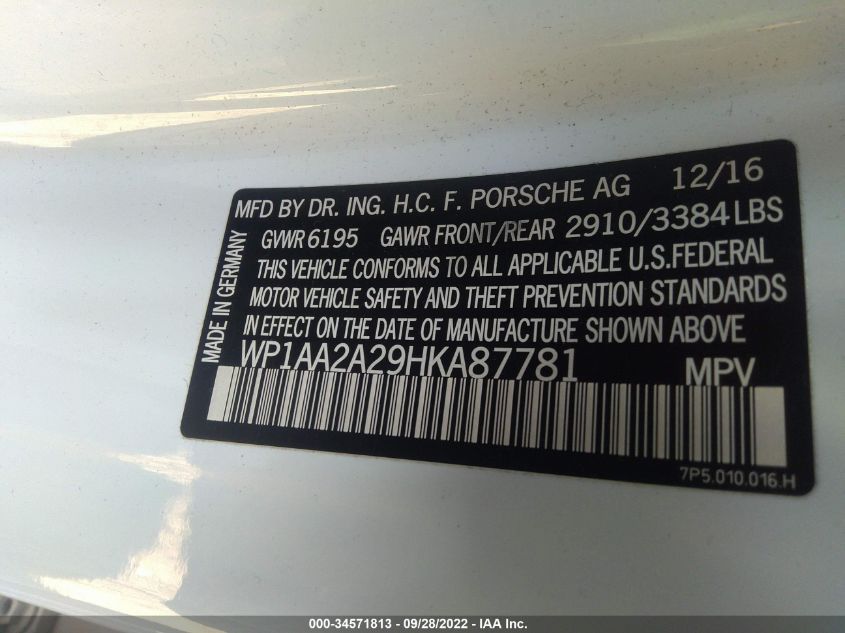 MFD BY DR. ING. H.C. F. PORSCHE AG 12/16
GVWR 6195 GAWR FRONT/REAR 2910/3384 LBS
THIS VEHICLE CONFORMS TO ALL APPLICABLE U.S.FEDERAL
MOTOR VEHICLE SAFETY AND THEFT PREVENTION STANDARDS
IN EFFECT ON THE DATE OF MANUFACTURE SHOWN ABOVE
WP1AA2A29HKA87781 MPV
MADE IN GERMANY
7P5.010.016.H
000-34571813 - 09/28/2022 - IAA Inc.